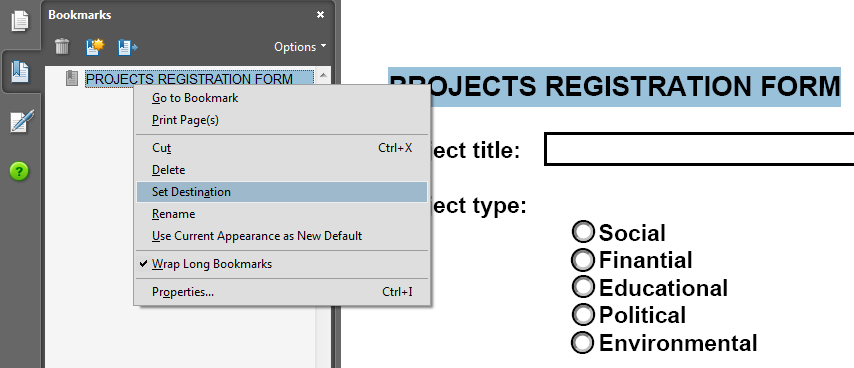 Bookmarks
Options
PROJECTS REGISTRATION FORM
Go to Bookmark
Print Page(s)
Cut Ctrl+X
Delete
Set Destination
Rename
Use Current Appearance as New Default
Wrap Long Bookmarks
Properties... Ctrl+I
PROJECTS REGISTRATION FORM
ject title:
ject type:
Social
Finantial
Educational
Political
Environmental